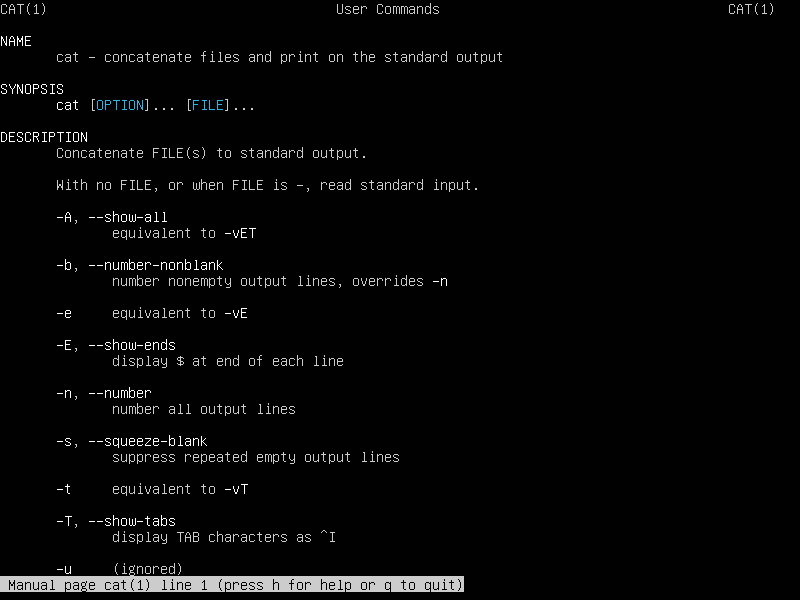 CAT(1) User Commands CAT(1)
NAME
cat - concatenate files and print on the standard output
SYNOPSIS
cat [OPTION]... [FILE]...
DESCRIPTION
Concatenate FILE(s) to standard output.
With no FILE, or when FILE is -, read standard input.
-A, --show-all
equivalent to -vET
-b, --number-nonblank
number nonempty output lines, overrides -n
-e equivalent to -vE
-E, --show-ends
display $ at end of each line
-n, --number
number all output lines
-s, --squeeze-blank
suppress repeated empty output lines
-t equivalent to -vT
-T, --show-tabs
display TAB characters as ^I
-u (ignored)
Manual page cat(1) line 1 (press h for help or q to quit)